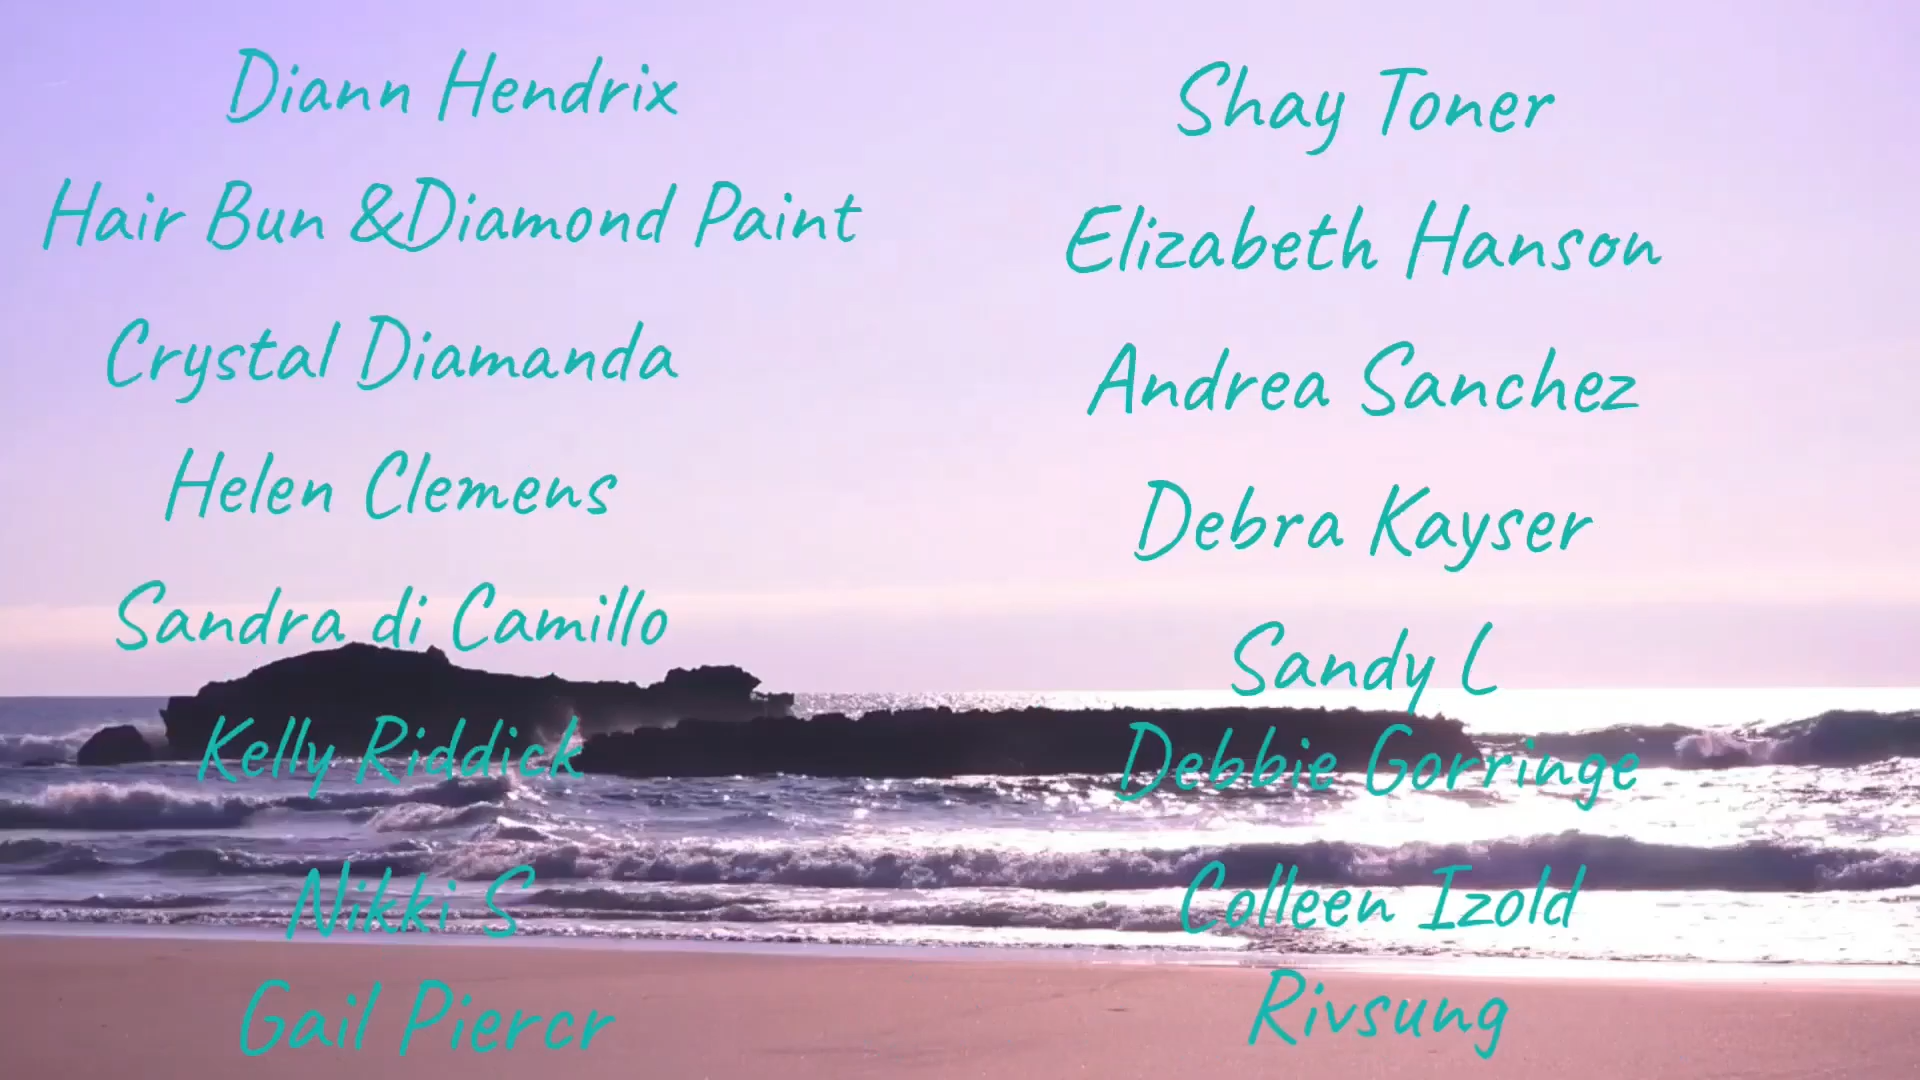 Diann Hendrix
Hair Bun &Diamond Paint
Crystal Diamanda
Helen Clemens
Sandra di Camillo
Kelly Riddick
Nikki S
Gail Piercr
Shay Toner
Elizabeth Hanson
Andrea Sanchez
Debra Kayser
Sandy L
Debbie Gorringe
Colleen Izold
Rivsung